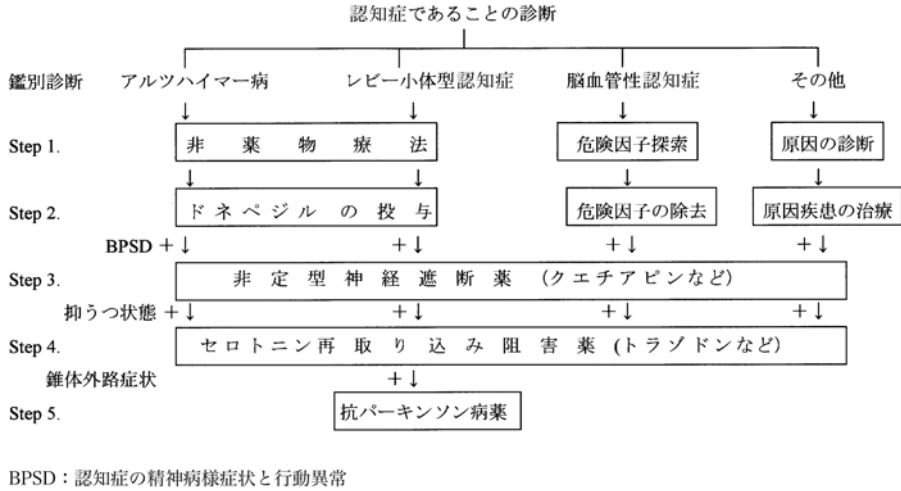 認知症であることの診断
鑑別診断 アルツハイマー病 レビー小体型認知症 脳血管性認知症 その他
Step 1. 非薬物療法 危険因子探索 原因の診断
Step 2. ドネペジルの投与 危険因子の除去 原因疾患の治療
BPSD + + + +
Step 3. 非定型神経遮断薬(クエチアピンなど)
抑うつ状態 + + + +
Step 4. セロトニン再取り込み阻害薬(トラゾドンなど)
錐体外路症状 +
Step 5. 抗パーキンソン病薬
BPSD：認知症の精神病様症状と行動異常